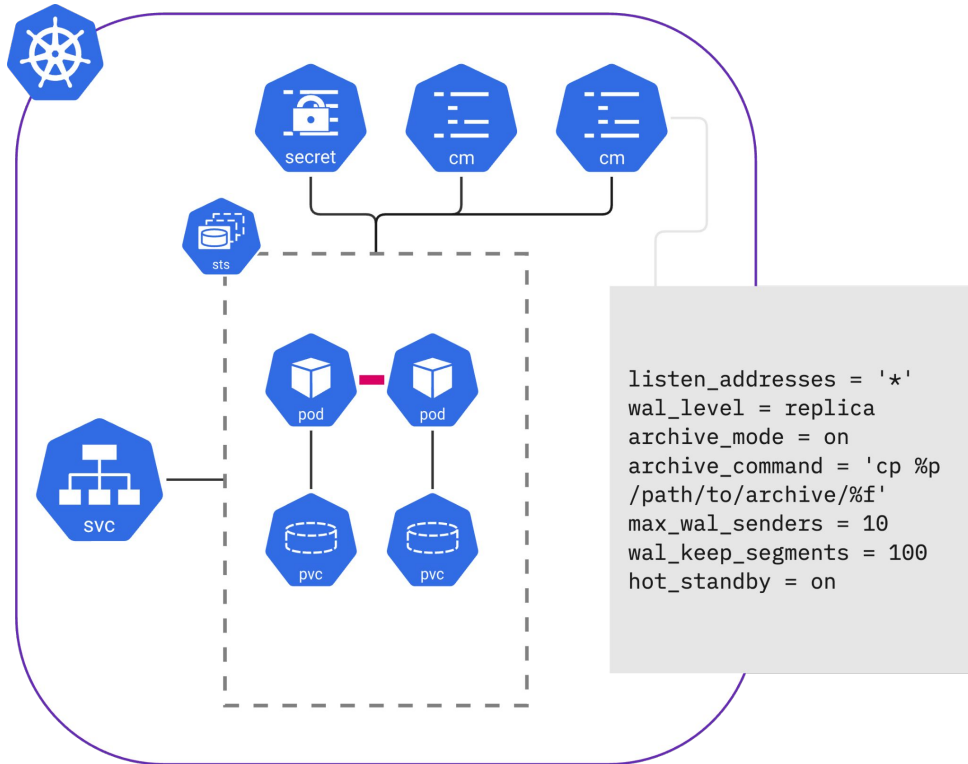 secret
cm
cm
sts
pod
pod
svc
pvc
pvc
listen_addresses = '*'
wal_level = replica
archive_mode = on
archive_command = 'cp %p
/path/to/archive/%f'
max_wal_senders = 10
wal_keep_segments = 100
hot_standby = on